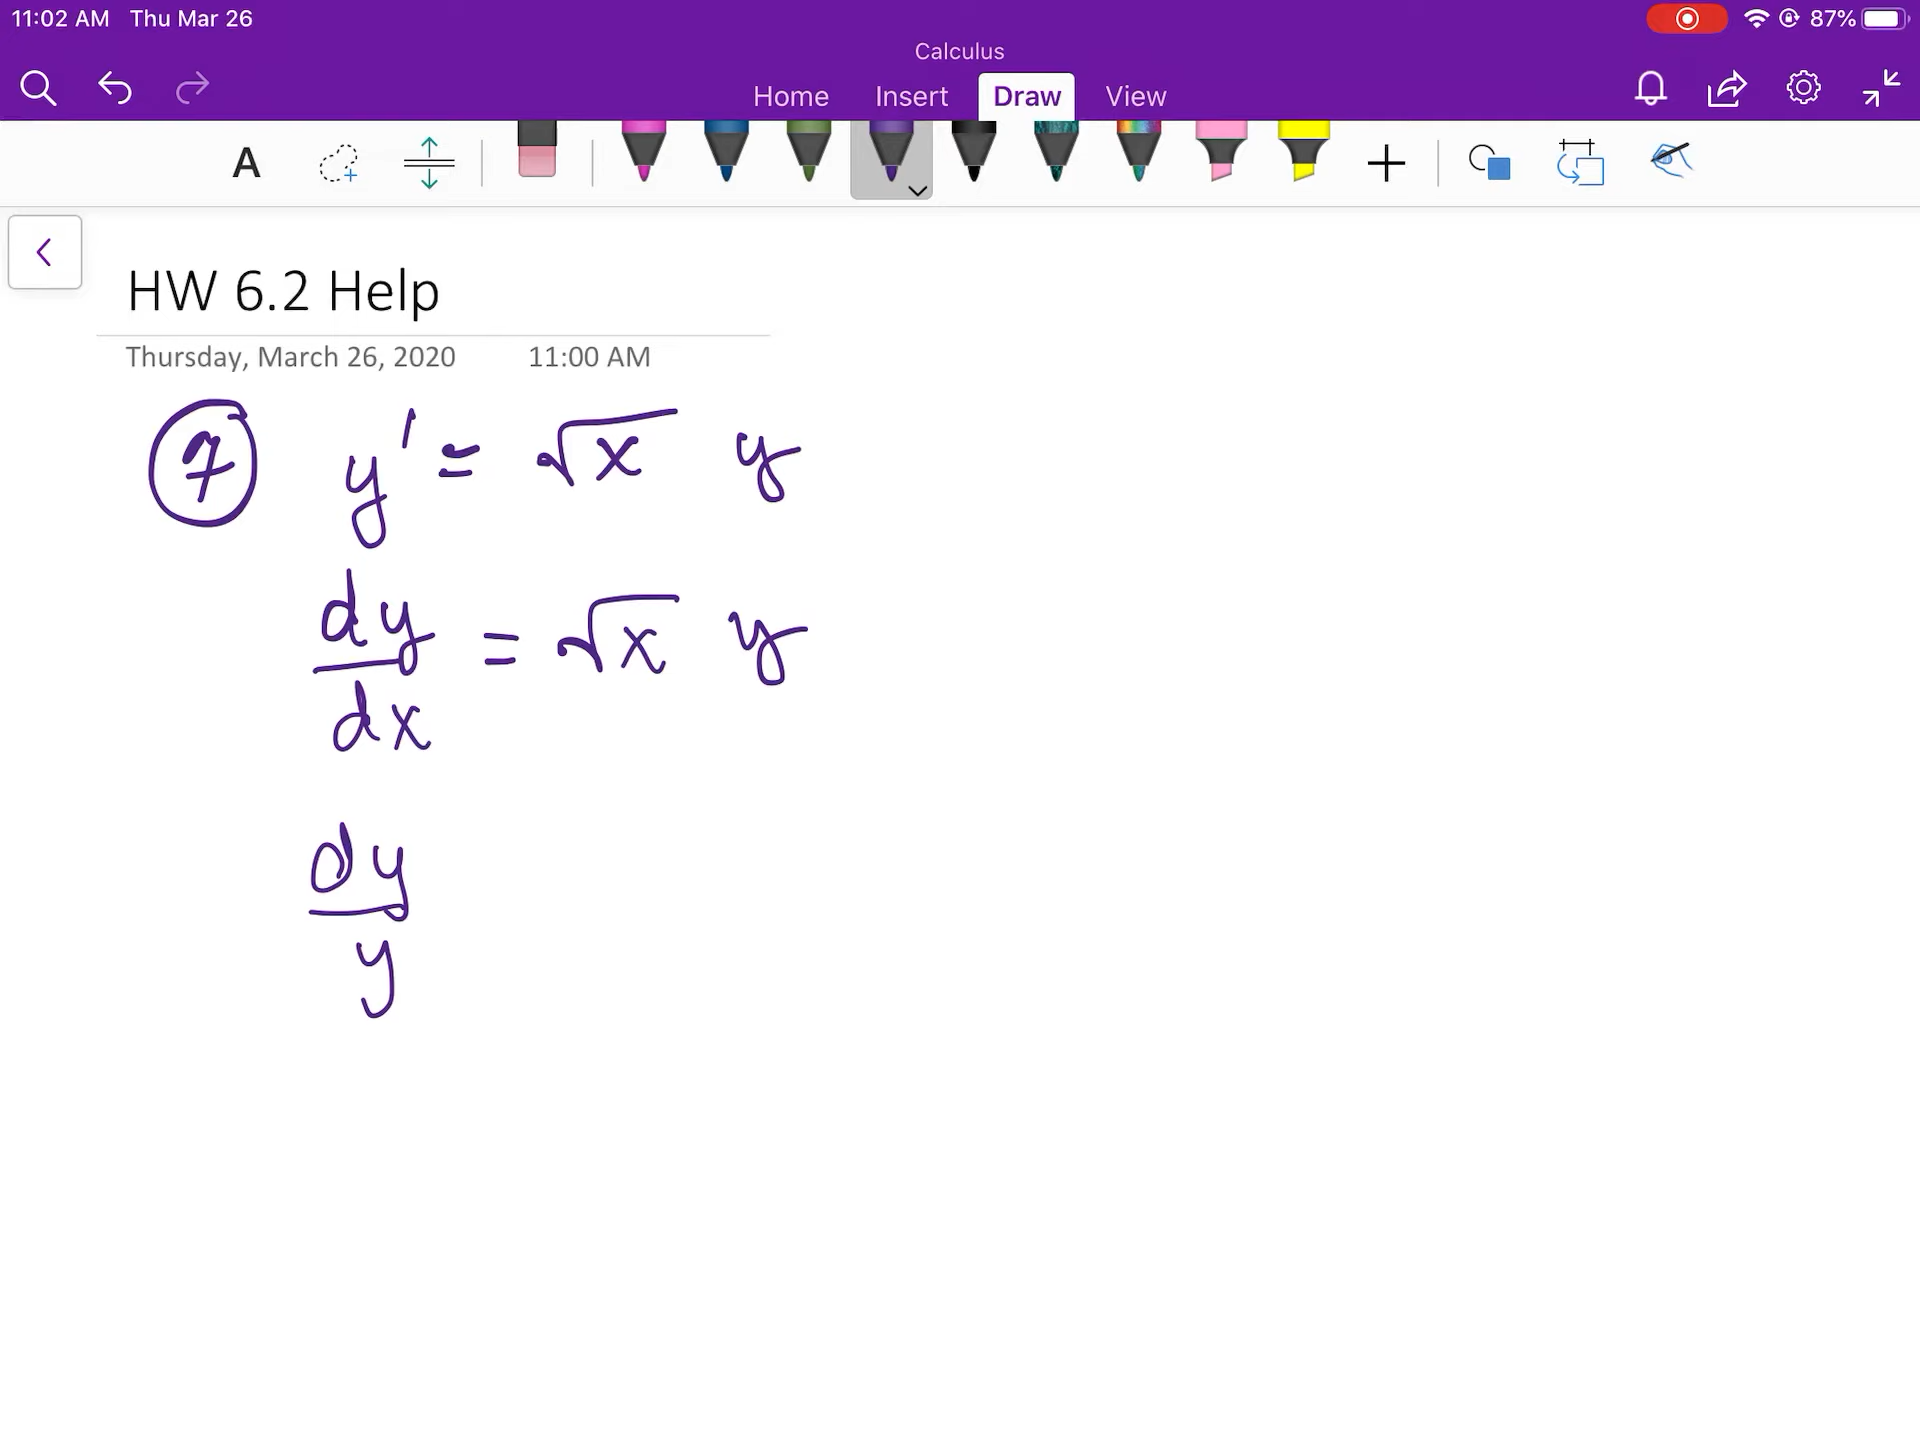 11:02 AM Thu Mar 26 87%
Calculus
Home Insert Draw View
A
HW 6.2 Help
Thursday, March 26, 2020 11:00 AM
7 y' = √x y
dy/dx = √x y
dy/y